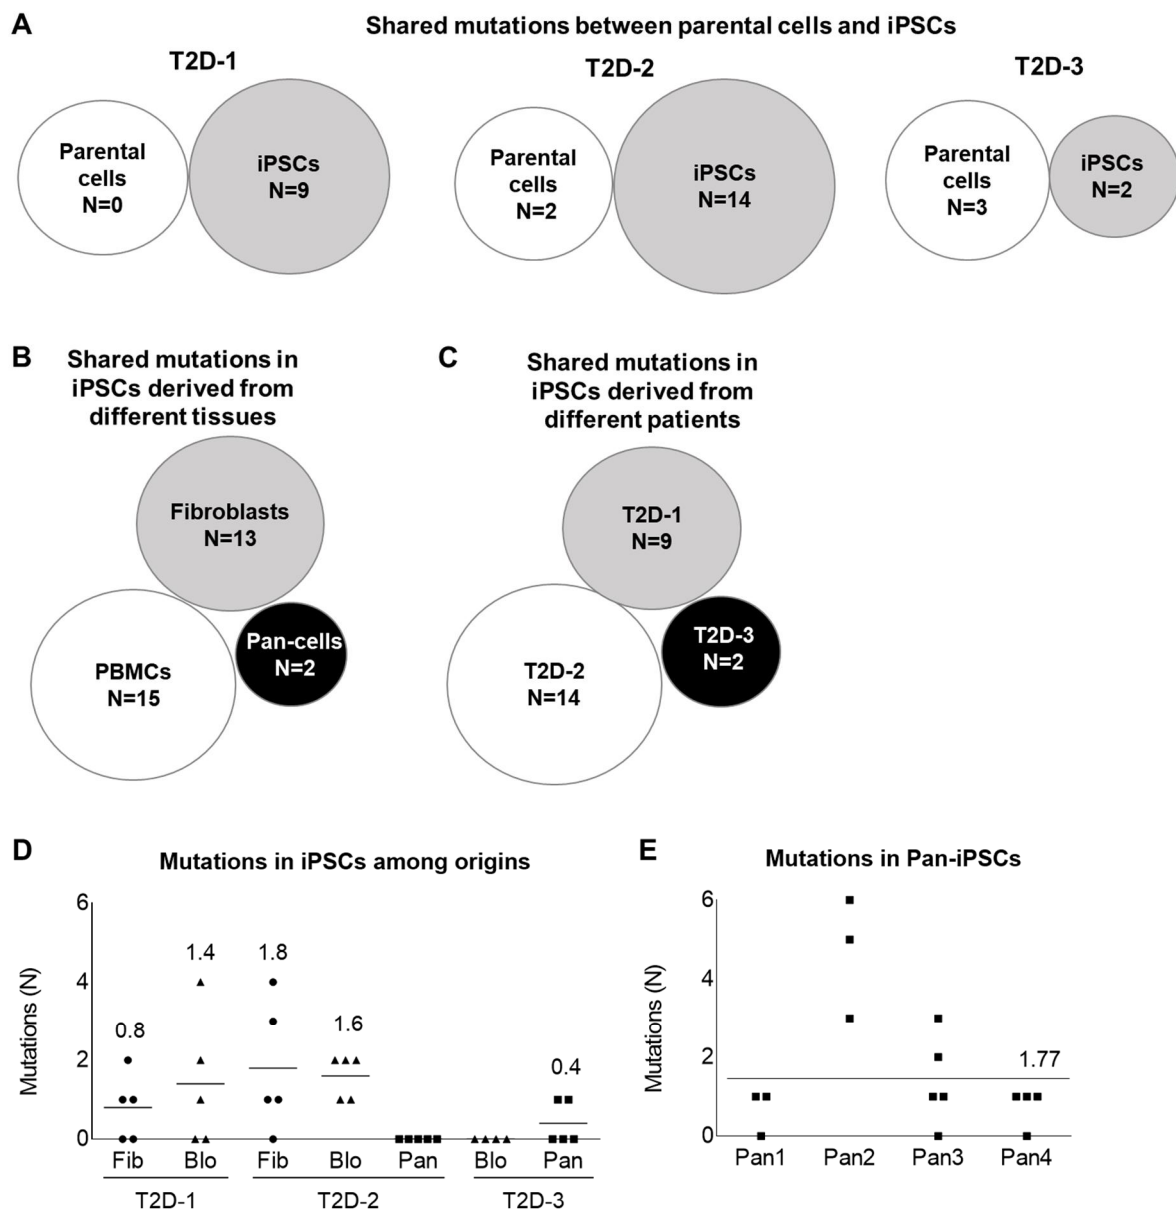 A
Shared mutations between parental cells and iPSCs
T2D-1
T2D-2
T2D-3
Parental
cells
N=0
iPSCs
N=9
Parental
cells
N=2
iPSCs
N=14
Parental
cells
N=3
iPSCs
N=2
B
Shared mutations in
iPSCs derived from
different tissues
Fibroblasts
N=13
PBMCs
N=15
Pan-cells
N=2
C
Shared mutations in
iPSCs derived from
different patients
T2D-1
N=9
T2D-2
N=14
T2D-3
N=2
D
Mutations in iPSCs among origins
Mutations (N)
6
4
2
0
0.8
1.4
1.8
1.6
0.4
Fib Blo Fib Blo Pan Blo Pan
T2D-1 T2D-2 T2D-3
E
Mutations in Pan-iPSCs
Mutations (N)
6
4
2
0
1.77
Pan1 Pan2 Pan3 Pan4